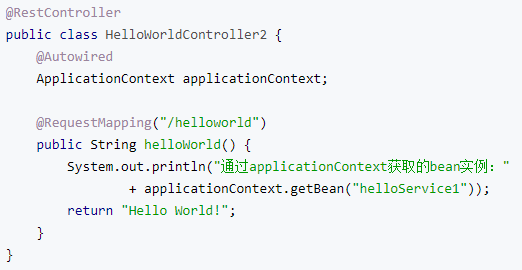 @RestController
public class HelloWorldController2 {
    @Autowired
    ApplicationContext applicationContext;

    @RequestMapping("/helloworld")
    public String helloWorld() {
        System.out.println("通过applicationContext获取的bean实例："
                + applicationContext.getBean("helloService1"));
        return "Hello World!";
    }
}